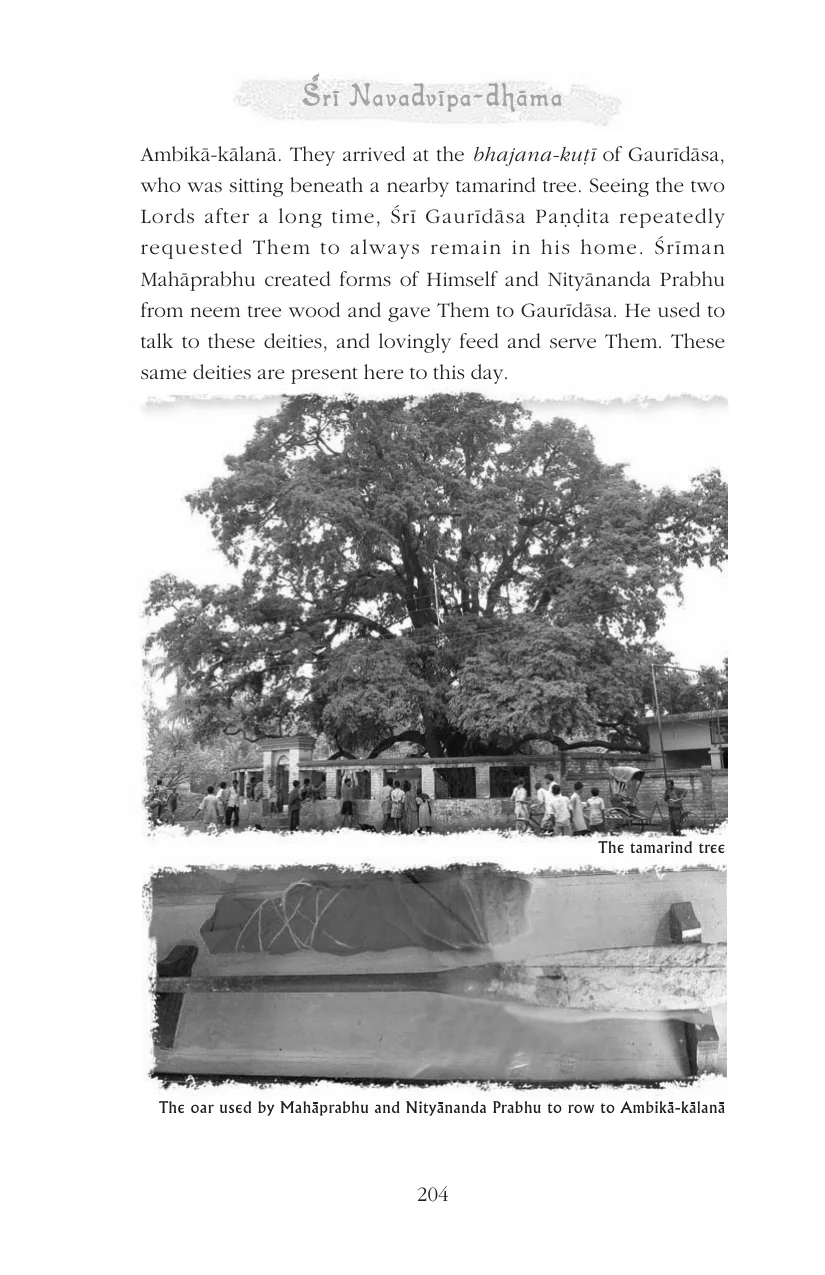 Śrī Navadvīpa-dhāma
Ambikā-kālanā. They arrived at the bhajana-kuṭī of Gaurīdāsa,
who was sitting beneath a nearby tamarind tree. Seeing the two
Lords after a long time, Śrī Gaurīdāsa Paṇḍita repeatedly
requested Them to always remain in his home. Śrīman
Mahāprabhu created forms of Himself and Nityānanda Prabhu
from neem tree wood and gave Them to Gaurīdāsa. He used to
talk to these deities, and lovingly feed and serve Them. These
same deities are present here to this day.
The tamarind tree
The oar used by Mahāprabhu and Nityānanda Prabhu to row to Ambikā-kālanā
204